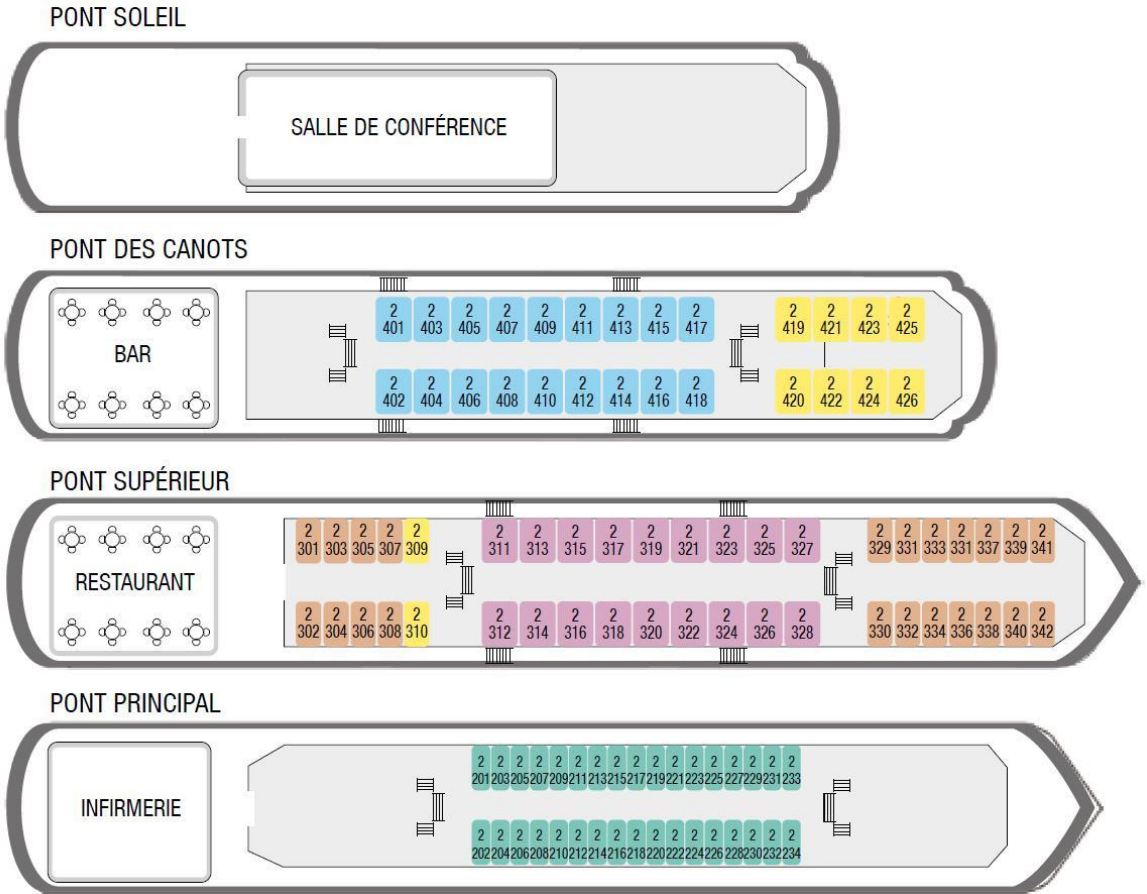 PONT SOLEIL
SALLE DE CONFÉRENCE
PONT DES CANOTS
BAR
2 2 2 2 2 2 2 2 2 2 2 2 2
401 403 405 407 409 411 413 415 417 419 421 423 425
2 2 2 2 2 2 2 2 2 2 2 2 2
402 404 406 408 410 412 414 416 418 420 422 424 426
PONT SUPÉRIEUR
RESTAURANT
2 2 2 2 2 2 2 2 2 2 2 2 2 2 2 2 2 2 2 2 2
301 303 305 307 309 311 313 315 317 319 321 323 325 327 329 331 333 331 337 339 341
2 2 2 2 2 2 2 2 2 2 2 2 2 2 2 2 2 2 2 2 2
302 304 306 308 310 312 314 316 318 320 322 324 326 328 330 332 334 336 338 340 342
PONT PRINCIPAL
INFIRMERIE
2 2 2 2 2 2 2 2 2 2 2 2 2 2 2 2 2
201 203 205 207 209 211 213 215 217 219 221 223 225 227 229 231 233
2 2 2 2 2 2 2 2 2 2 2 2 2 2 2 2 2
202 204 206 208 210 212 214 216 218 220 222 224 226 228 230 232 234